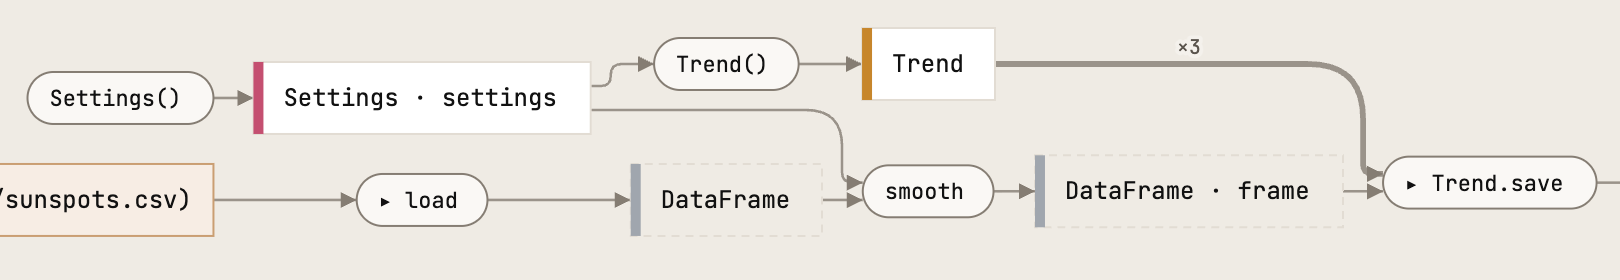 ×3
Trend()
Trend
Settings()
Settings · settings
/sunspots.csv)
▸ load
DataFrame
smooth
DataFrame · frame
▸ Trend.save